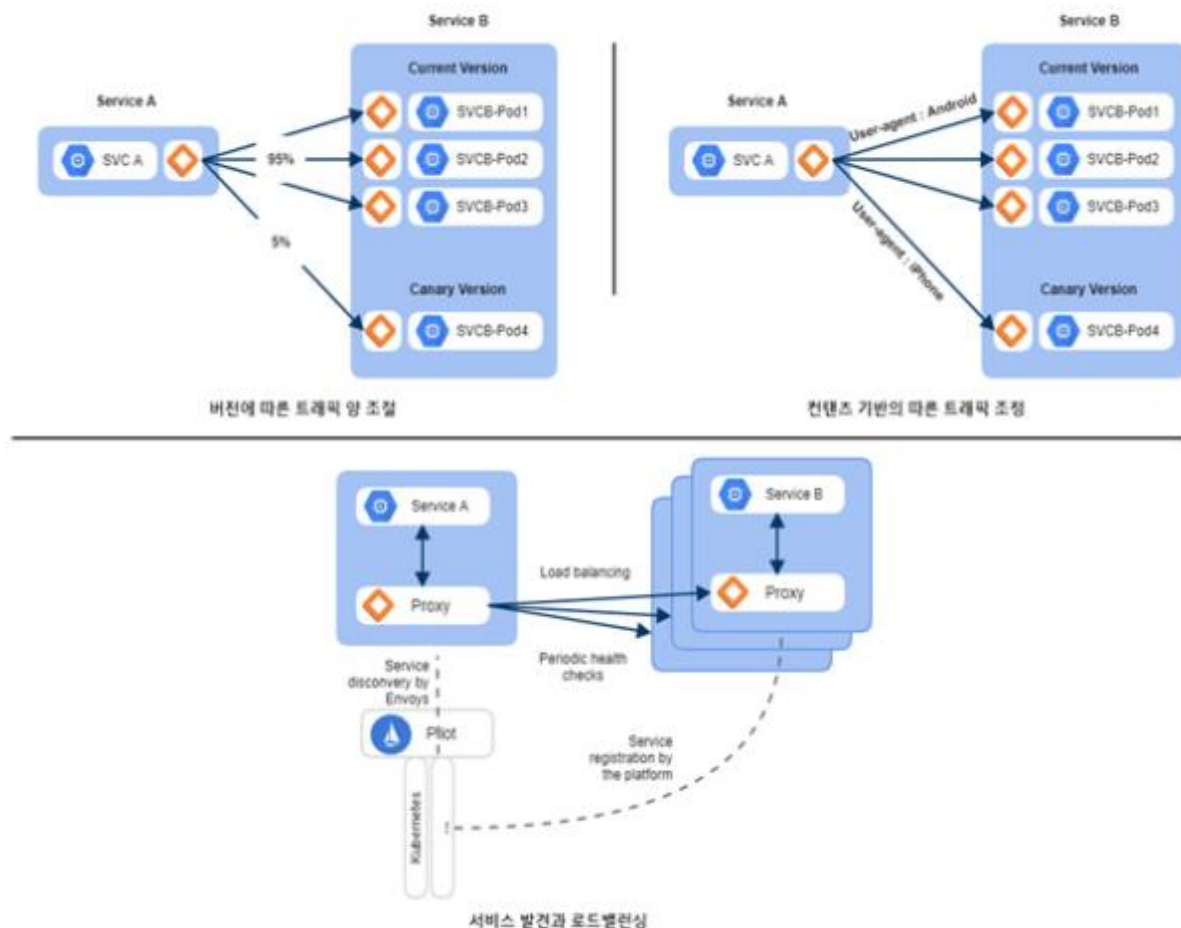 Service B
Current Version
Service A
SVCB-Pod1
SVC A
95%
SVCB-Pod2
SVCB-Pod3
5%
Canary Version
SVCB-Pod4
버전에 따른 트래픽 양 조절
Service B
Current Version
Service A
User-agent : Android
SVCB-Pod1
SVC A
SVCB-Pod2
SVCB-Pod3
User-agent : iPhone
Canary Version
SVCB-Pod4
컨텐츠 기반의 따른 트래픽 조정
Service A
Service B
Load balancing
Proxy
Proxy
Periodic health
checks
Service
discovery by
Envoys
Pilot
Service
registration by
the platform
Kubernetes
...
서비스 발견과 로드밸런싱